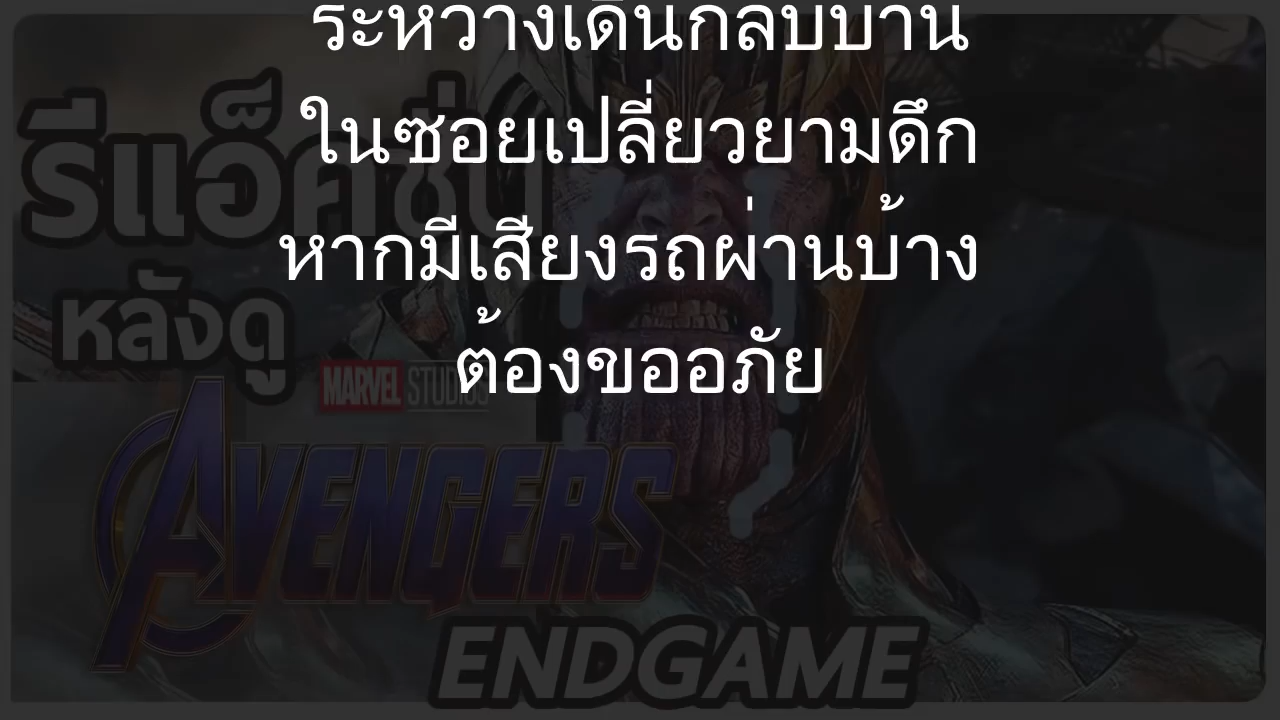 ระหว่างเดินกลับบ้าน
ในซ่อยเปลี่ยวยามดึก
หากมีเสียงรถผ่านบ้าง
ต้องขออภัย
รีแอ็คชั่น
หลังดู
MARVEL STUDIOS
AVENGERS
ENDGAME